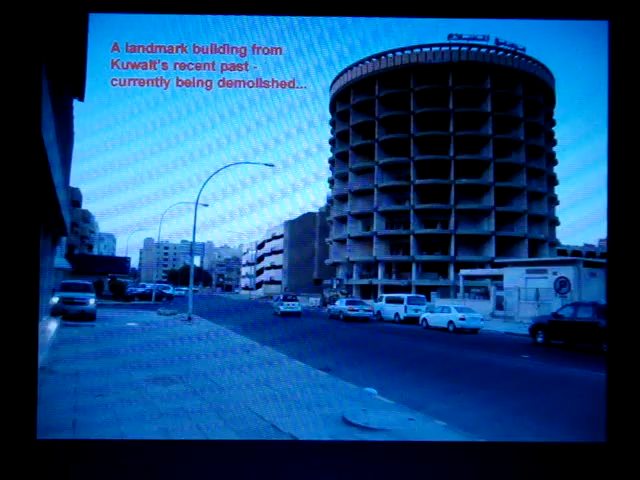 A landmark building from
Kuwait's recent past -
currently being demolished...